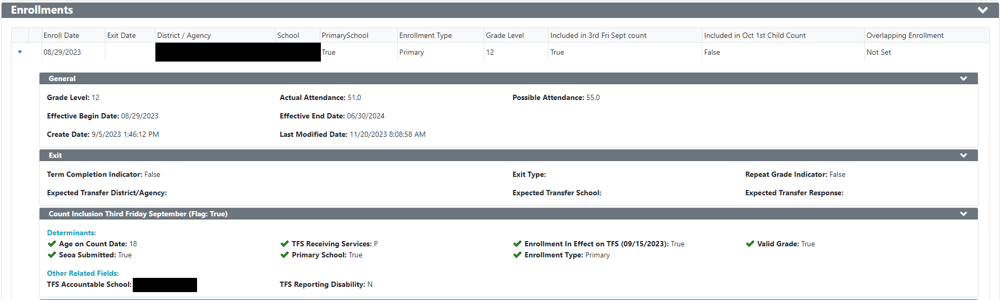 Enrollments
Enroll Date Exit Date District / Agency School PrimarySchool Enrollment Type Grade Level Included in 3rd Fri Sept count Included in Oct 1st Child Count Overlapping Enrollment
08/29/2023 True Primary 12 True False Not Set
General
Grade Level: 12 Actual Attendance: 51.0 Possible Attendance: 55.0
Effective Begin Date: 08/29/2023 Effective End Date: 06/30/2024
Create Date: 9/5/2023 1:46:12 PM Last Modified Date: 11/20/2023 8:08:58 AM
Exit
Term Completion Indicator: False Exit Type: Repeat Grade Indicator: False
Expected Transfer District/Agency: Expected Transfer School: Expected Transfer Response:
Count Inclusion Third Friday September (Flag: True)
Determinants:
Age on Count Date: 18 TFS Receiving Services: P Enrollment In Effect on TFS (09/15/2023): True Valid Grade: True
Seoa Submitted: True Primary School: True Enrollment Type: Primary
Other Related Fields:
TFS Accountable School: TFS Reporting Disability: N